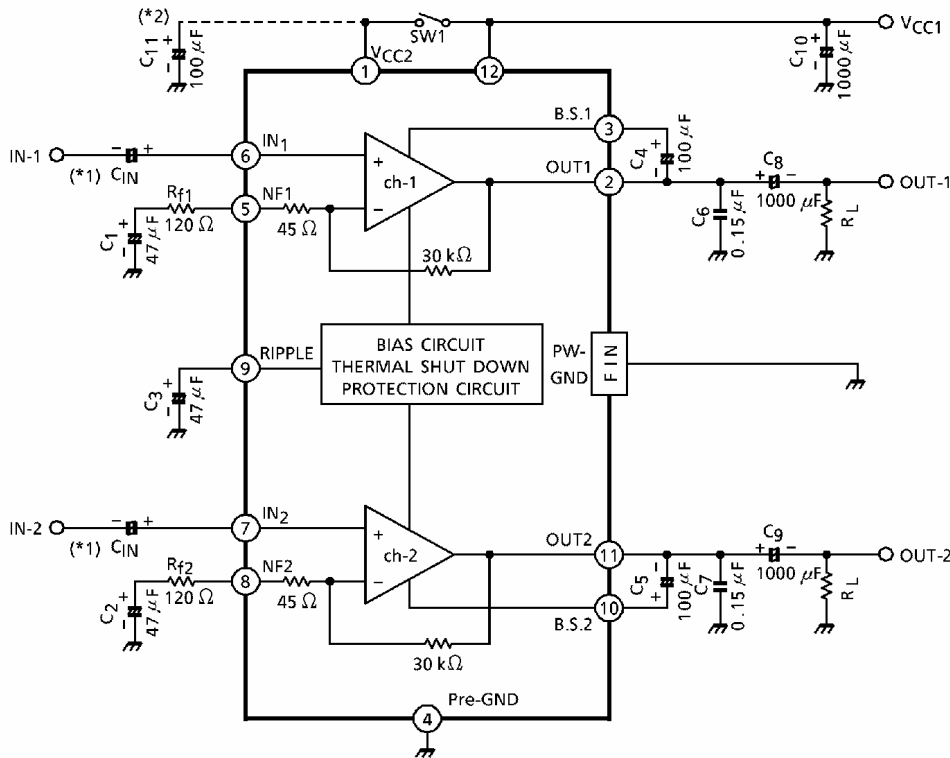 (*2)
C11
100 μF
VCC2
SW1
VCC1
C10
1000 μF
1
12
B.S.1
3
C4
100 μF
IN-1
(*1)
CIN
6
IN1
ch-1
OUT1
2
C8
1000 μF
OUT-1
C6
0.15 μF
RL
Rf1
120 Ω
5
NF1
45 Ω
30 kΩ
C1
47 μF
9
RIPPLE
C3
47 μF
BIAS CIRCUIT
THERMAL SHUT DOWN
PROTECTION CIRCUIT
PW-
GND
FIN
IN-2
(*1)
CIN
7
IN2
ch-2
OUT2
11
C9
1000 μF
OUT-2
C5
100 μF
C7
0.15 μF
RL
Rf2
120 Ω
8
NF2
45 Ω
30 kΩ
C2
47 μF
10
B.S.2
Pre-GND
4